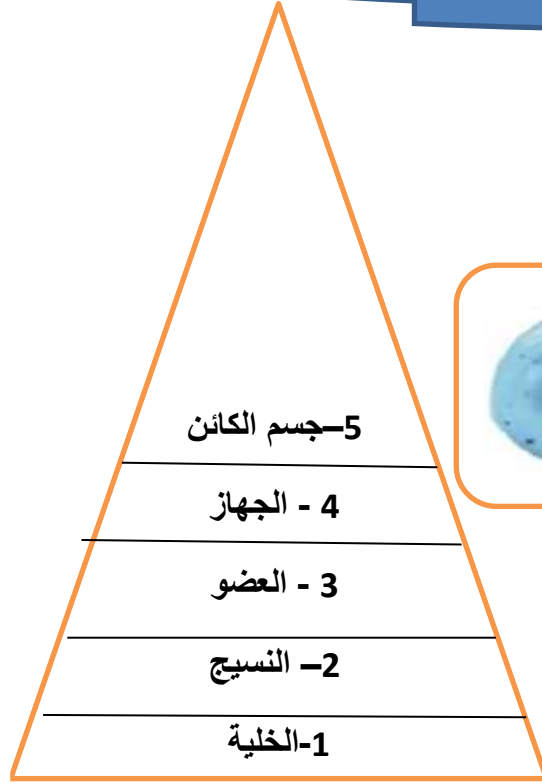 5–جسم الكائن
4 - الجهاز
3 - العضو
2– النسيج
1-الخلية